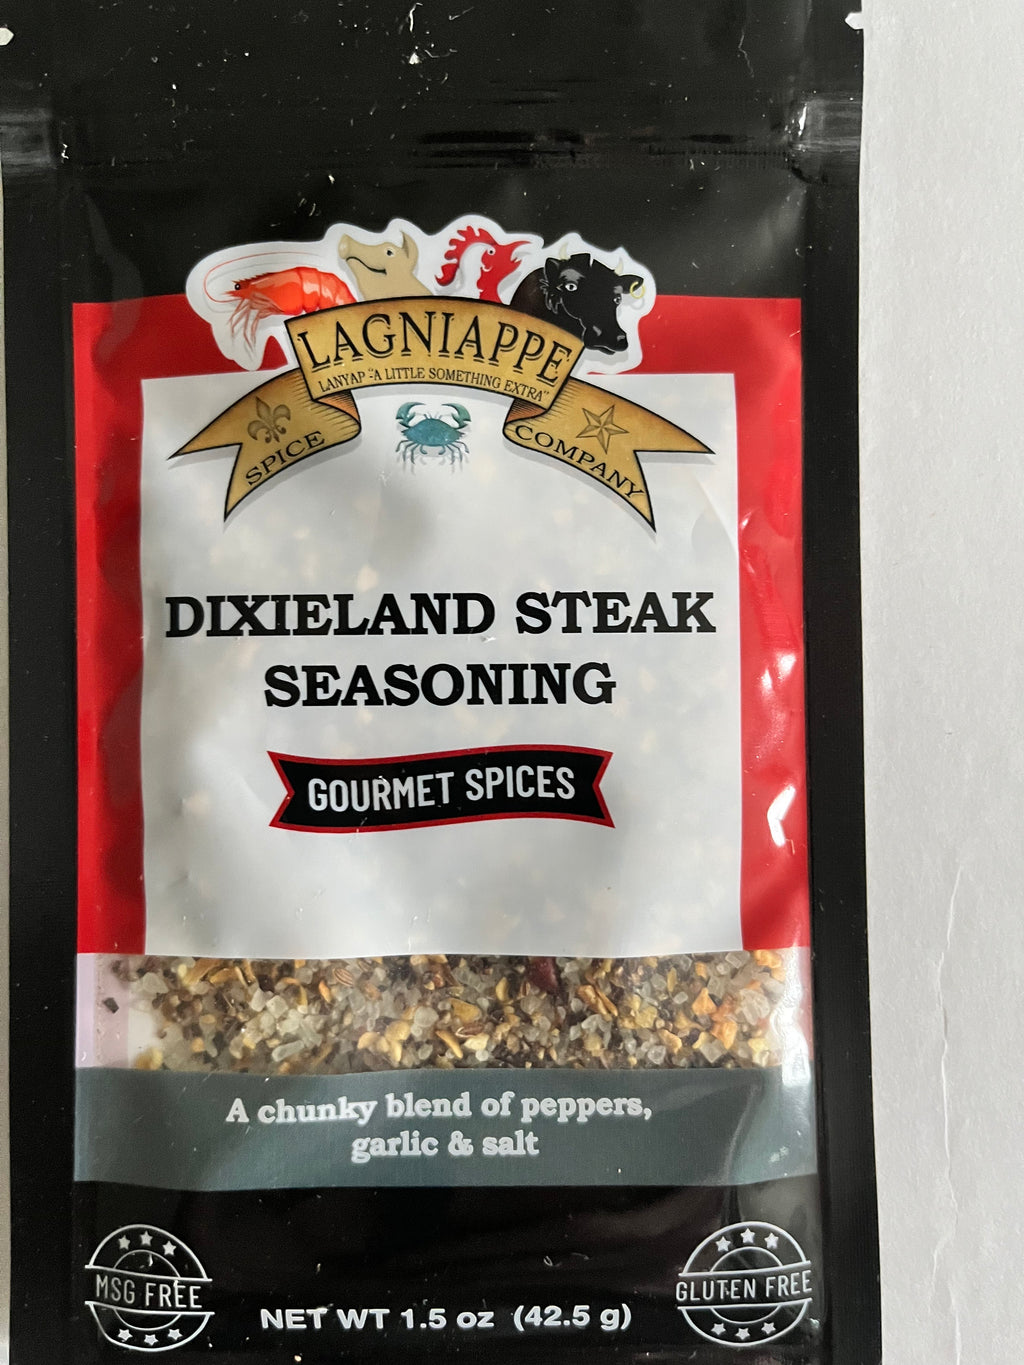 LAGNIAPPE
LANYAP "A LITTLE SOMETHING EXTRA"
SPICE COMPANY
DIXIELAND STEAK
SEASONING
GOURMET SPICES
A chunky blend of peppers,
garlic & salt
MSG FREE
NET WT 1.5 oz (42.5 g)
GLUTEN FREE